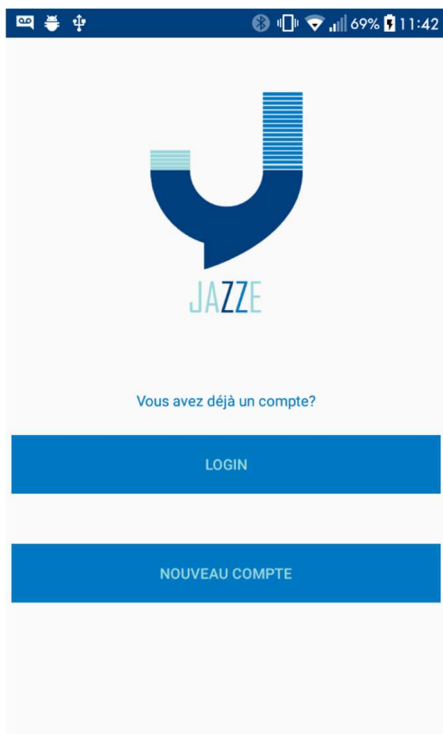 69% 11:42
JAZZE
Vous avez déjà un compte?
LOGIN
NOUVEAU COMPTE